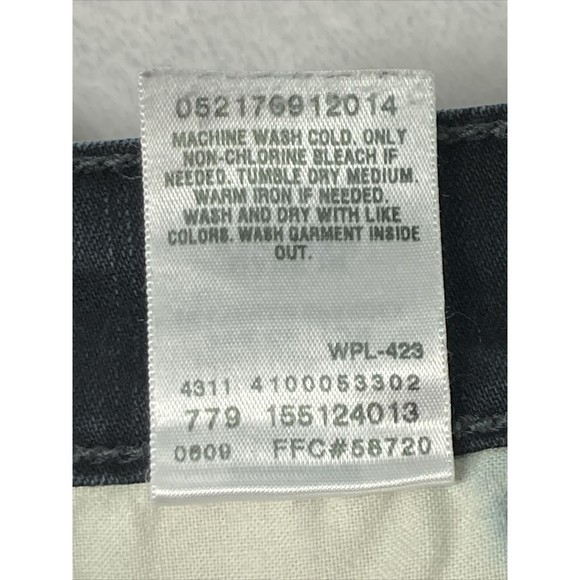 052176912014
MACHINE WASH COLD. ONLY
NON-CHLORINE BLEACH IF
NEEDED. TUMBLE DRY MEDIUM.
WARM IRON IF NEEDED.
WASH AND DRY WITH LIKE
COLORS. WASH GARMENT INSIDE
OUT.
WPL-423
4311 4100053302
779 155124013
0609 FFC#58720